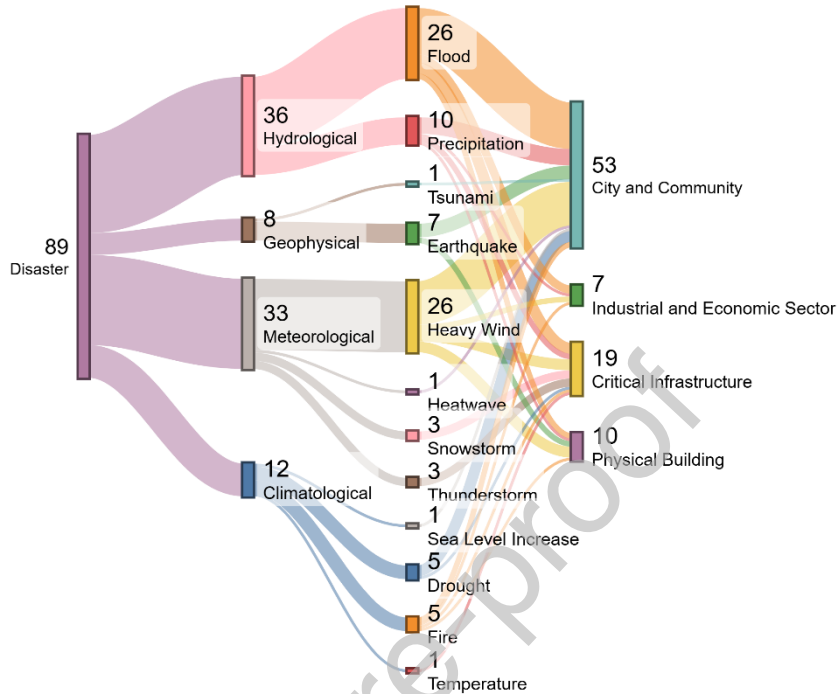 89
Disaster
36
Hydrological
8
Geophysical
33
Meteorological
12
Climatological
26
Flood
10
Precipitation
1
Tsunami
7
Earthquake
26
Heavy Wind
1
Heatwave
3
Snowstorm
3
Thunderstorm
1
Sea Level Increase
5
Drought
5
Fire
1
Temperature
53
City and Community
7
Industrial and Economic Sector
19
Critical Infrastructure
10
Physical Building
re-proof